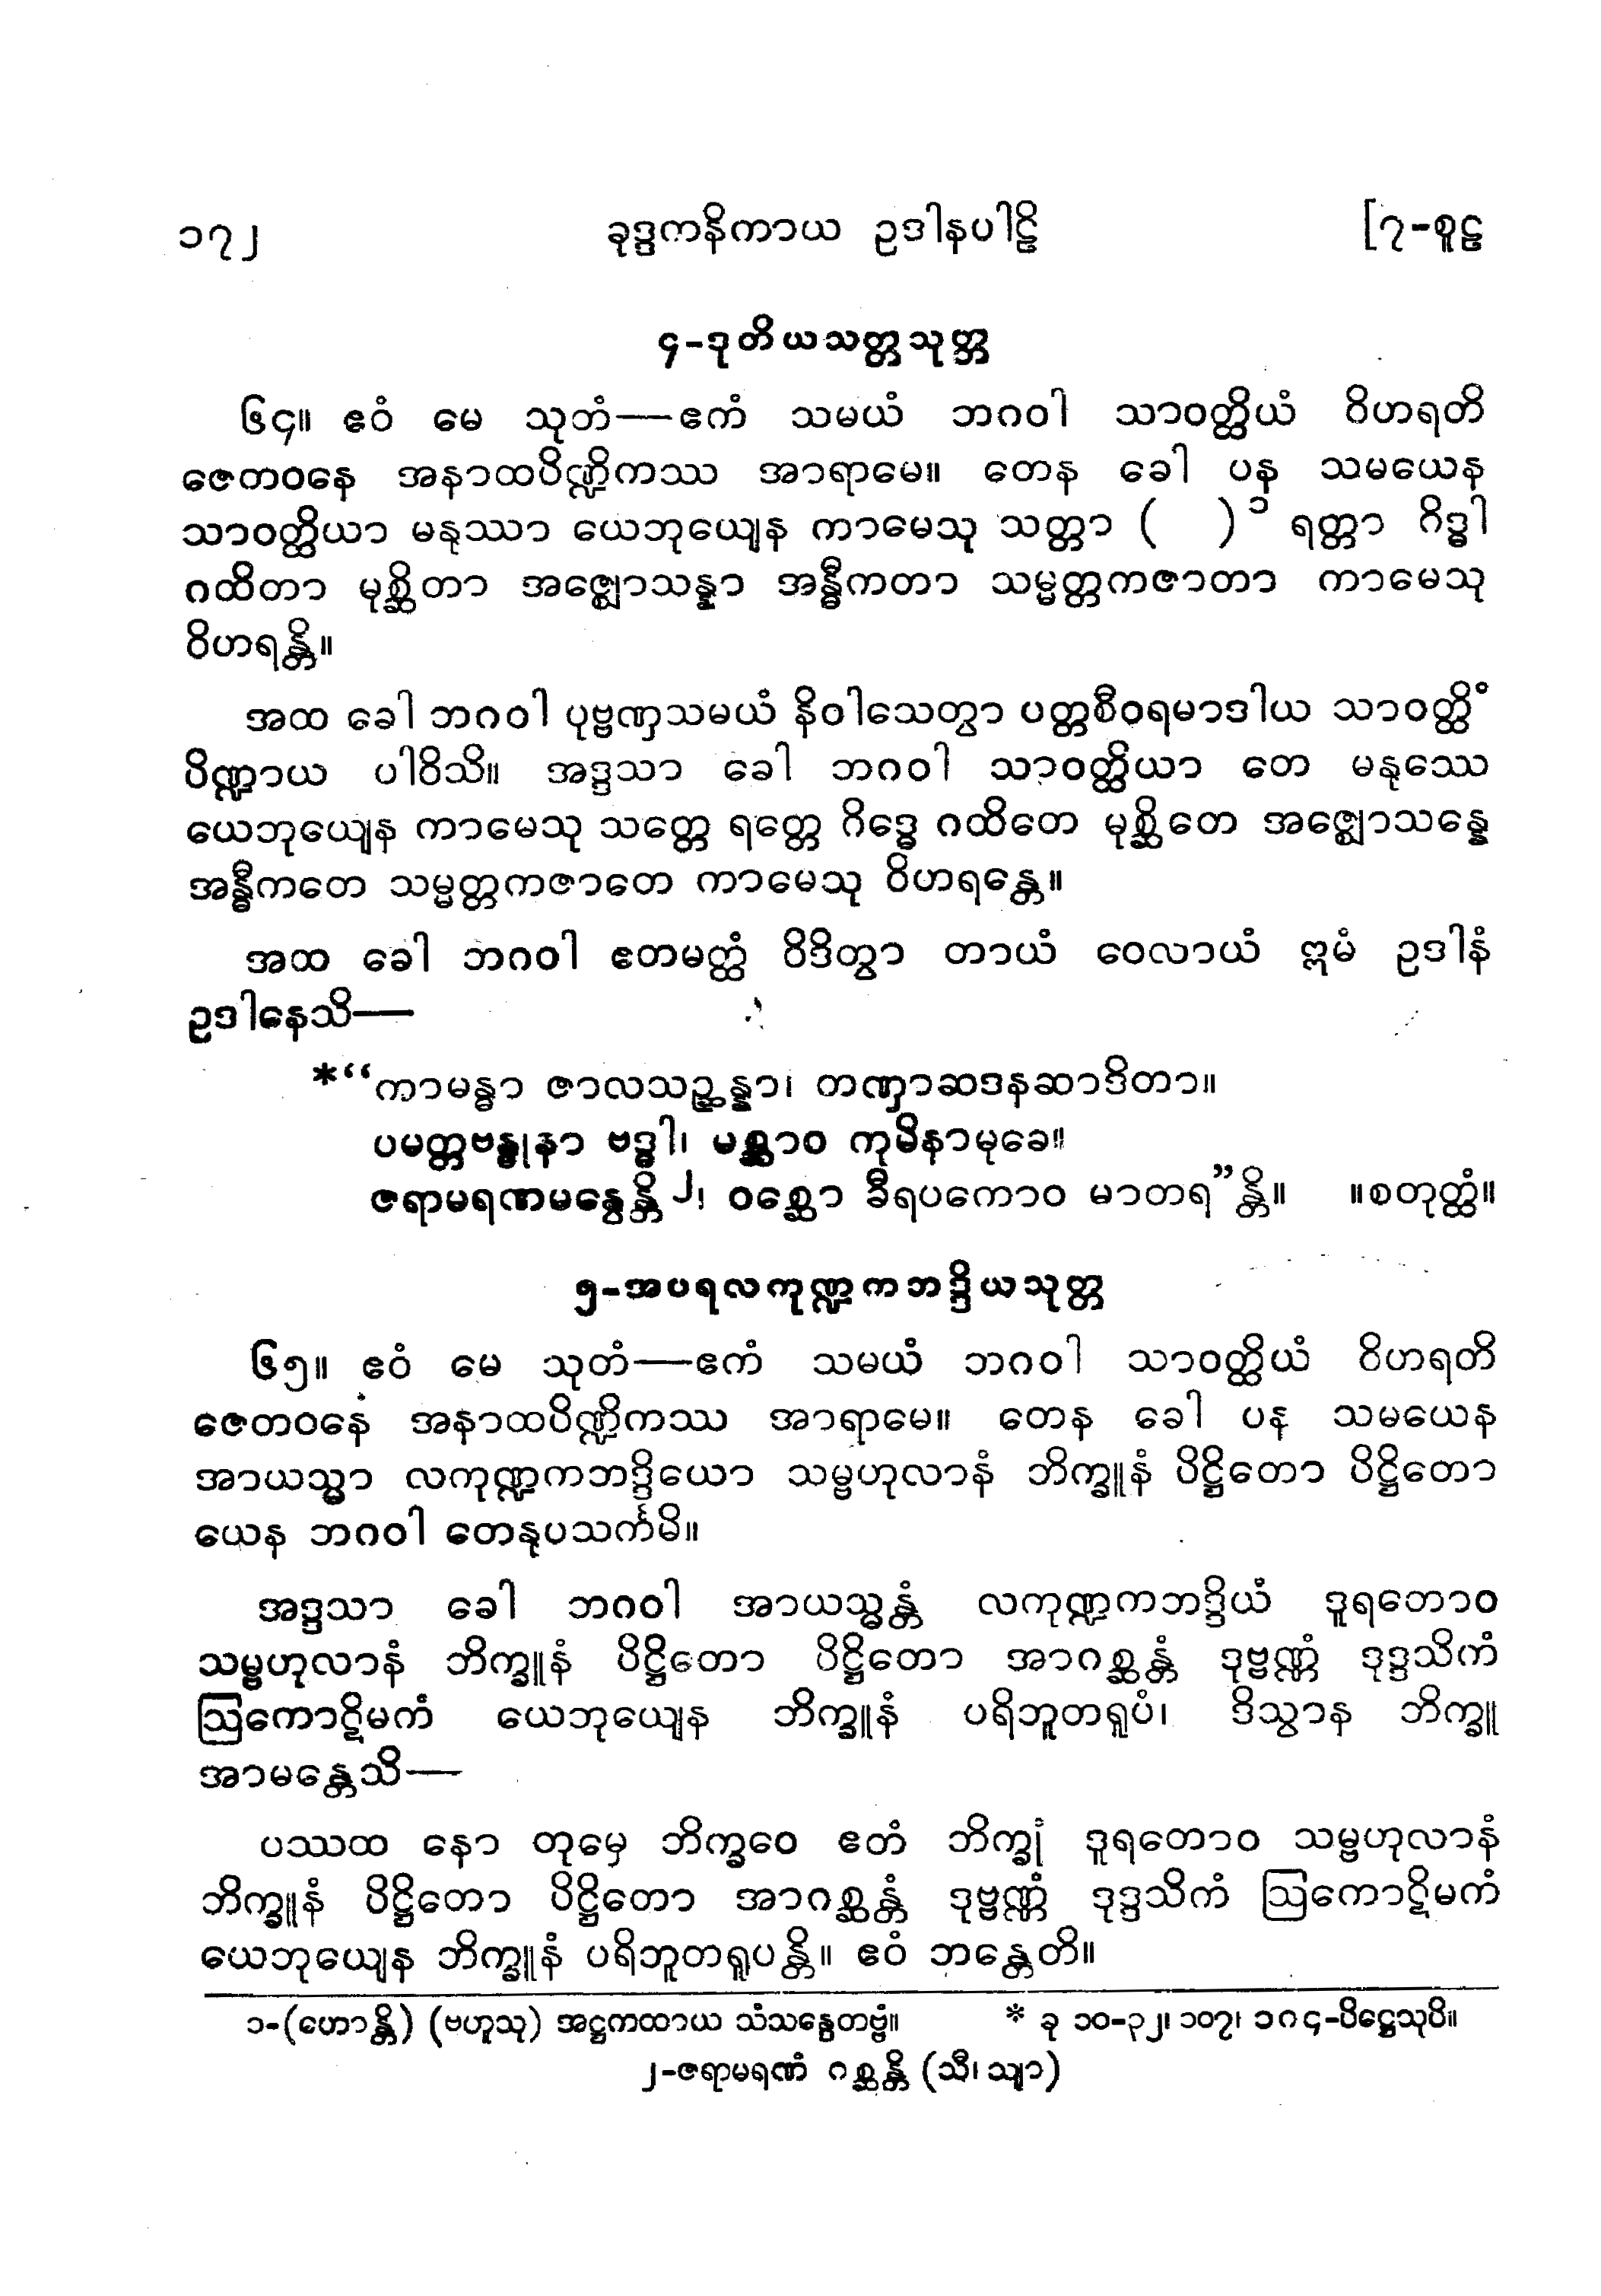 ၁၇၂ ခုဒ္ဒကနိကာယ ဥဒါနပါဠိ [၇-စူဠ
၄-ဒုတိယသတ္တသုတ္တ
၆၄။ ဧဝံ မေ သုတံ—ဧကံ သမယံ ဘဂဝါ သာဝတ္ထိယံ ဝိဟရတိ
ဇေတဝနေ အနာထပိဏ္ဍိကဿ အာရာမေ။ တေန ခေါ ပန သမယေန
သာဝတ္ထိယာ မနုဿာ ယေဘုယျေန ကာမေသု သတ္တာ ( )၁ ရတ္တာ ဂိဒ္ဓါ
ဂထိတာ မုစ္ဆိတာ အဇ္ဈောသန္နာ အန္ဓီကတာ သမ္မတ္တကဇာတာ ကာမေသု
ဝိဟရန္တိ။
အထ ခေါ ဘဂဝါ ပုဗ္ဗဏှသမယံ နိဝါသေတွာ ပတ္တစီဝရမာဒါယ သာဝတ္ထိံ
ပိဏ္ဍာယ ပါဝိသိ။ အဒ္ဒသာ ခေါ ဘဂဝါ သာဝတ္ထိယာ တေ မနုဿေ
ယေဘုယျေန ကာမေသု သတ္တေ ရတ္တေ ဂိဒ္ဓေ ဂထိတေ မုစ္ဆိတေ အဇ္ဈောသန္နေ
အန္ဓီကတေ သမ္မတ္တကဇာတေ ကာမေသု ဝိဟရန္တေ။
အထ ခေါ ဘဂဝါ ဧတမတ္ထံ ဝိဒိတွာ တာယံ ဝေလာယံ ဣမံ ဥဒါနံ
ဥဒါနေသိ—
*“ကာမန္ဓာ ဇာလသဉ္ဆန္နာ၊ တဏှာဆဒနဆာဒိတာ။
ပမတ္တဗန္ဓုနာ ဗဒ္ဓါ၊ မစ္ဆာဝ ကုမိနာမုခေ။
ဇရာမရဏမနွေန္တိ၂၊ ဝစ္ဆော ခီရပကောဝ မာတရ”န္တိ။ ။စတုတ္ထံ။
၅-အပရလကုဏ္ဍကဘဒ္ဒိယသုတ္တ
၆၅။ ဧဝံ မေ သုတံ—ဧကံ သမယံ ဘဂဝါ သာဝတ္ထိယံ ဝိဟရတိ
ဇေတဝနေ အနာထပိဏ္ဍိကဿ အာရာမေ။ တေန ခေါ ပန သမယေန
အာယသ္မာ လကုဏ္ဍကဘဒ္ဒိယော သမ္ဗဟုလာနံ ဘိက္ခူနံ ပိဋ္ဌိတော ပိဋ္ဌိတော
ယေန ဘဂဝါ တေနုပသင်္ကမိ။
အဒ္ဒသာ ခေါ ဘဂဝါ အာယသ္မန္တံ လကုဏ္ဍကဘဒ္ဒိယံ ဒူရတောဝ
သမ္ဗဟုလာနံ ဘိက္ခူနံ ပိဋ္ဌိတော ပိဋ္ဌိတော အာဂစ္ဆန္တံ ဒုဗ္ဗဏ္ဏံ ဒုဒ္ဒသိကံ
ဩကောဋိမကံ ယေဘုယျေန ဘိက္ခူနံ ပရိဘူတရူပံ၊ ဒိသွာန ဘိက္ခူ
အာမန္တေသိ—
ပဿထ နော တုမှေ ဘိက္ခဝေ ဧတံ ဘိက္ခုံ ဒူရတောဝ သမ္ဗဟုလာနံ
ဘိက္ခူနံ ပိဋ္ဌိတော ပိဋ္ဌိတော အာဂစ္ဆန္တံ ဒုဗ္ဗဏ္ဏံ ဒုဒ္ဒသိကံ ဩကောဋိမကံ
ယေဘုယျေန ဘိက္ခူနံ ပရိဘူတရူပန္တိ။ ဧဝံ ဘန္တေတိ။
၁-(ဟောန္တိ) (ဗဟူသု) အဋ္ဌကထာယ သံသန္ဒေတဗ္ဗံ။ * ခု ၁၀-၃၂၊ ၁၀၇၊ ၁၈၄-ပိဋ္ဌေသုပိ။
၂-ဇရာမရဏံ ဂစ္ဆန္တိ (သီ၊ သျာ)